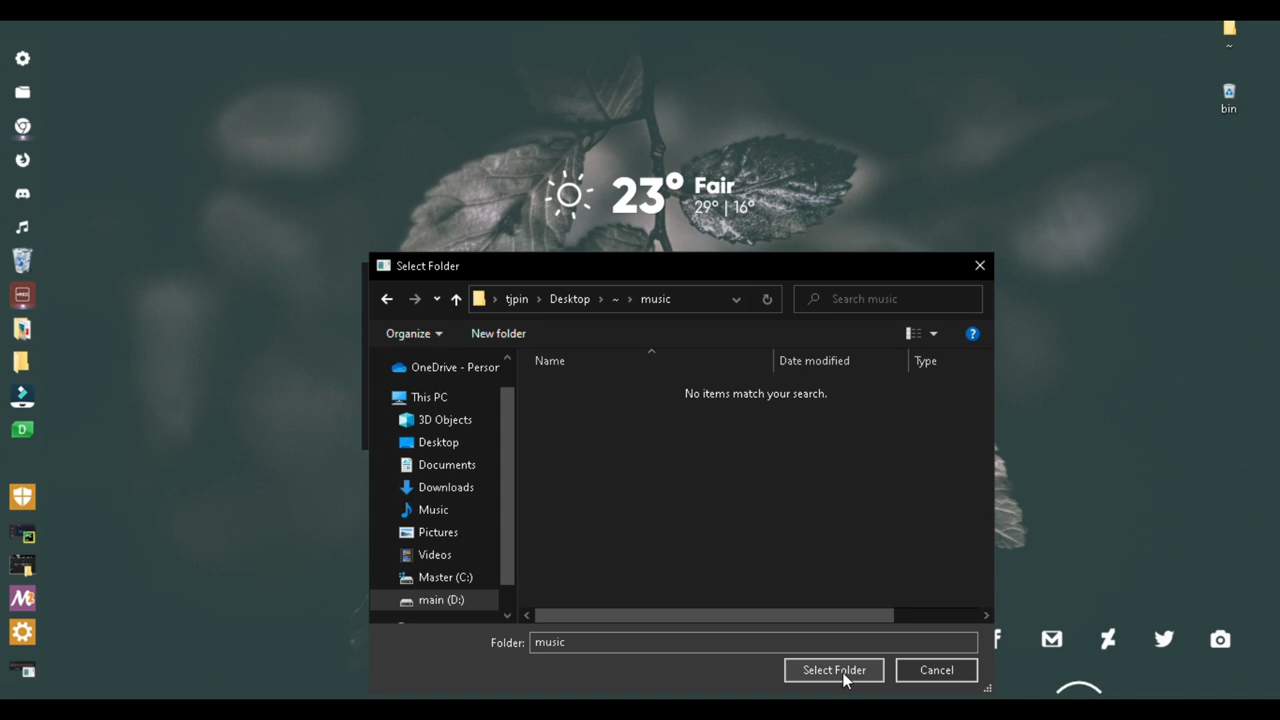 ~
bin
23° Fair
29° | 16°
Select Folder
tjpin > Desktop > ~ > music
Search music
Organize
New folder
?
Name
Date modified
Type
OneDrive - Person
This PC
3D Objects
Desktop
Documents
Downloads
Music
Pictures
Videos
Master (C:)
main (D:)
No items match your search.
Folder: music
Select Folder
Cancel